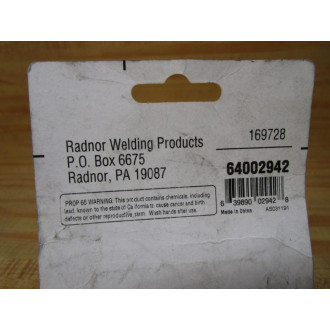 Radnor Welding Products
P.O. Box 6675
Radnor, PA 19087
PROP 65 WARNING: This product contains chemicals, including
lead, known to the state of California to cause cancer and birth
defects or other reproductive harm. Wash hands after use.
169728
64002942
6 39890 02942 8
Made in China